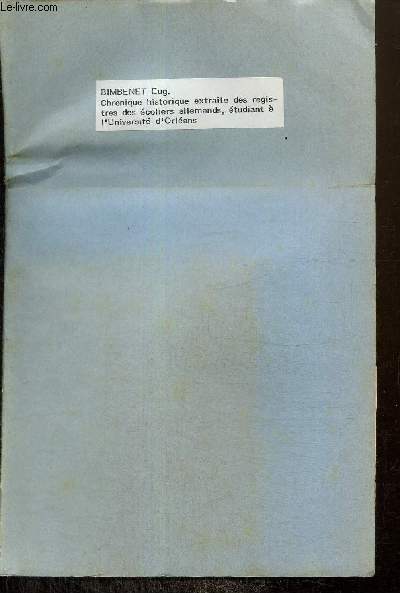 Le-livre.com
BIMBENET Eug.
Chronique historique extraite des regis-
tres des écoliers allemands, étudiant à
l'Université d'Orléans